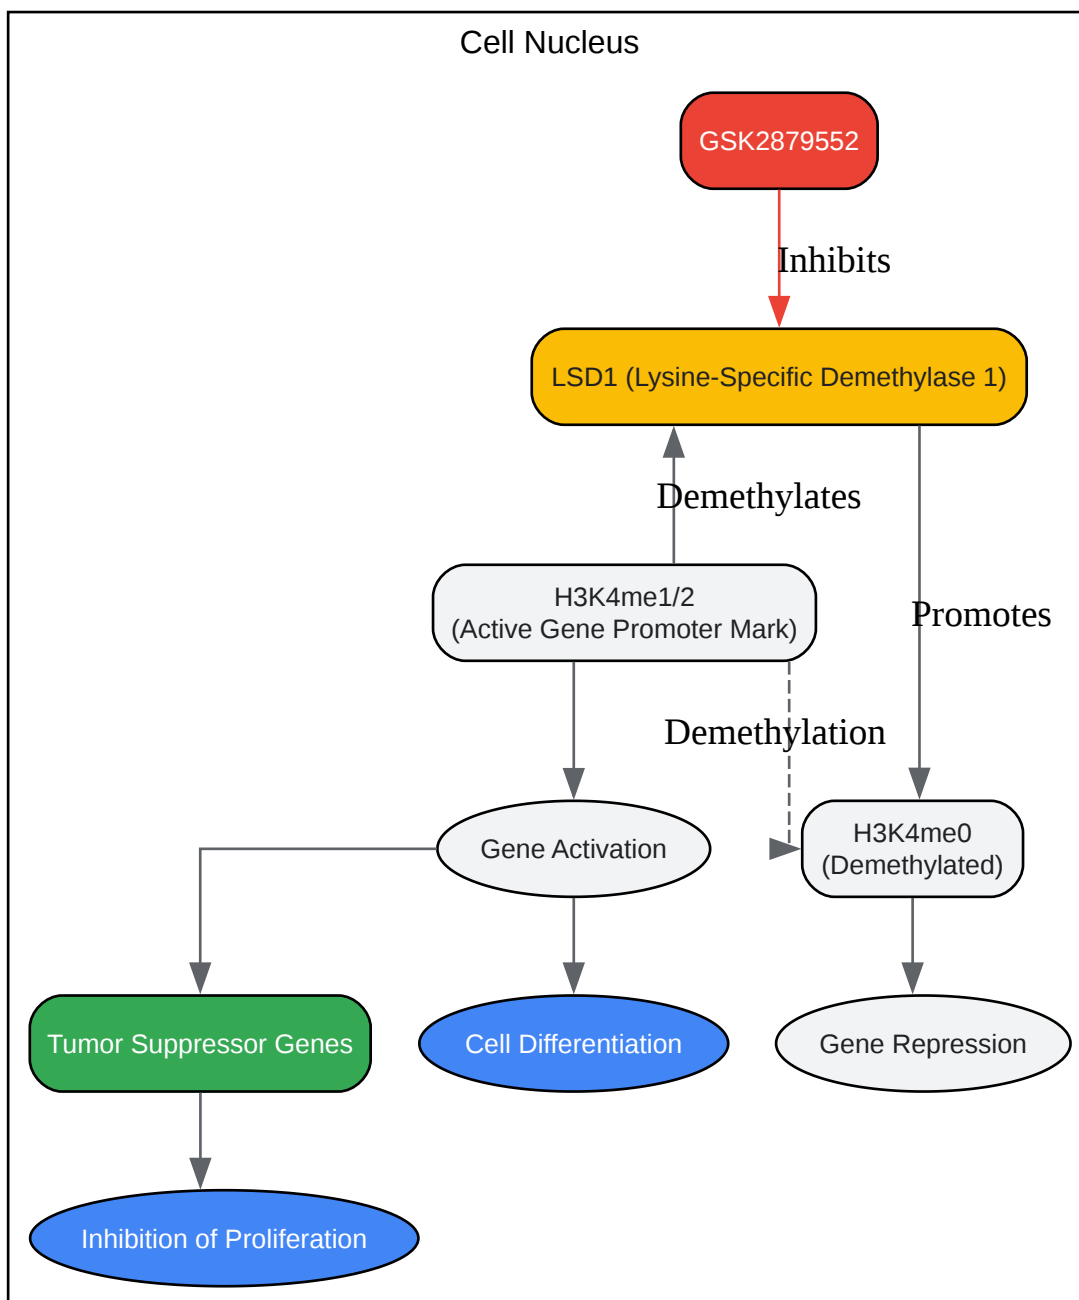 Cell Nucleus
GSK2879552
Inhibits
LSD1 (Lysine-Specific Demethylase 1)
Demethylates
H3K4me1/2
(Active Gene Promoter Mark)
Promotes
Demethylation
Gene Activation
H3K4me0
(Demethylated)
Tumor Suppressor Genes
Cell Differentiation
Gene Repression
Inhibition of Proliferation